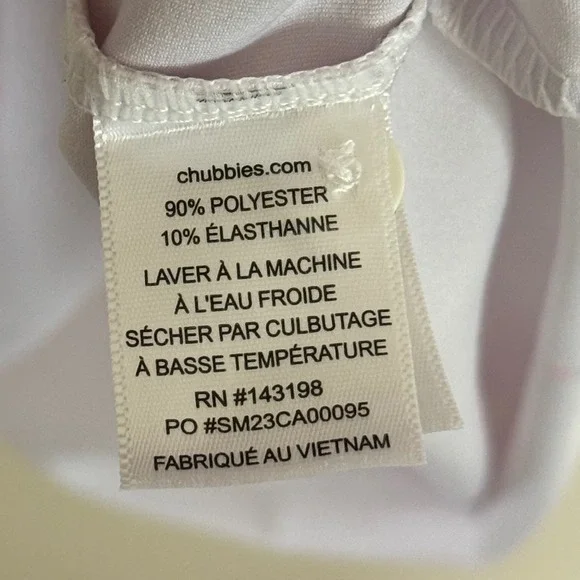 chubbies.com
90% POLYESTER
10% ÉLASTHANNE
LAVER À LA MACHINE
À L'EAU FROIDE
SÉCHER PAR CULBUTAGE
À BASSE TEMPÉRATURE
RN #143198
PO #SM23CA00095
FABRIQUÉ AU VIETNAM